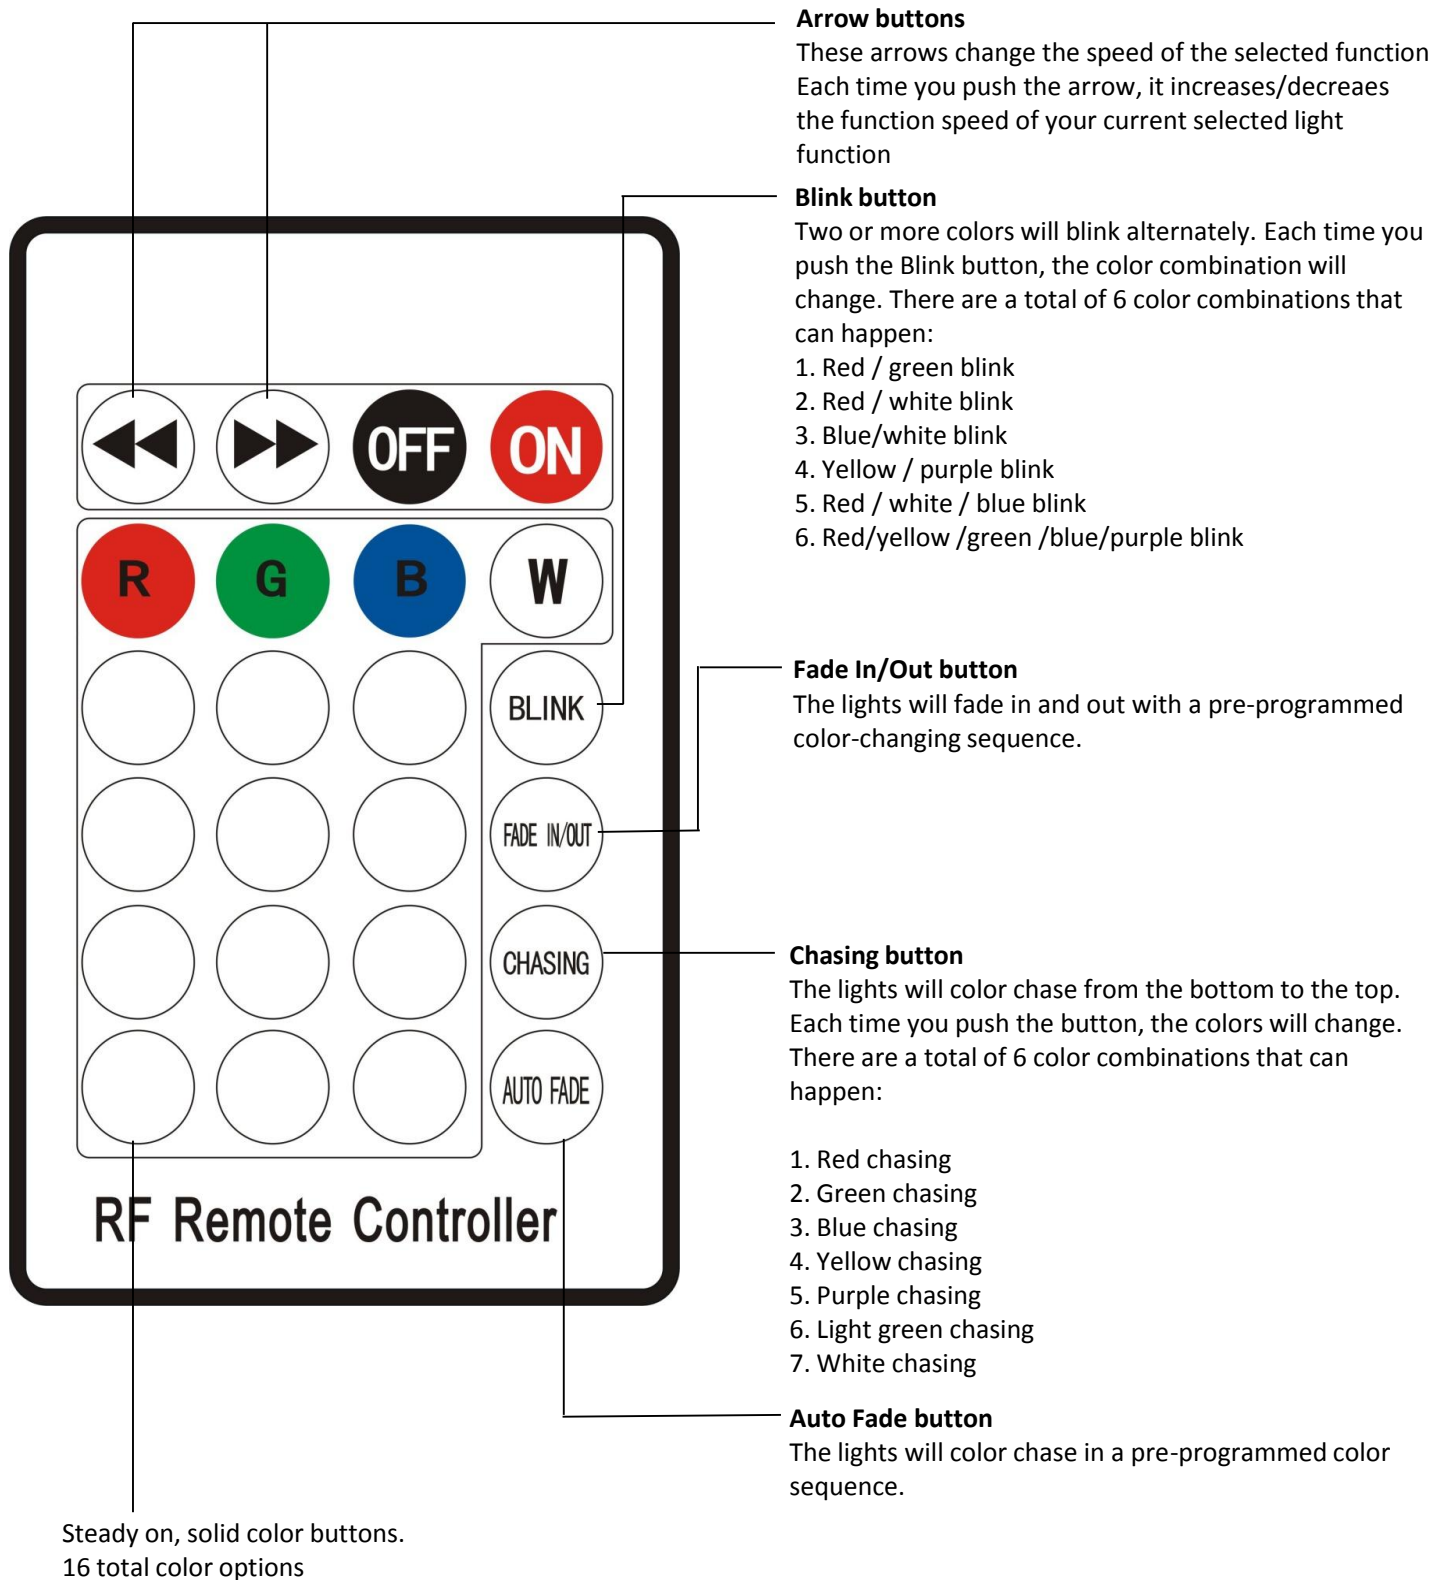 Arrow buttons
These arrows change the speed of the selected function
Each time you push the arrow, it increases/decreaes
the function speed of your current selected light
function
Blink button
Two or more colors will blink alternately. Each time you
push the Blink button, the color combination will
change. There are a total of 6 color combinations that
can happen:
1. Red / green blink
2. Red / white blink
3. Blue/white blink
4. Yellow / purple blink
5. Red / white / blue blink
6. Red/yellow /green /blue/purple blink
OFF ON
R G B W
BLINK
FADE IN/OUT
CHASING
AUTO FADE
RF Remote Controller
Fade In/Out button
The lights will fade in and out with a pre-programmed
color-changing sequence.
Chasing button
The lights will color chase from the bottom to the top.
Each time you push the button, the colors will change.
There are a total of 6 color combinations that can
happen:
1. Red chasing
2. Green chasing
3. Blue chasing
4. Yellow chasing
5. Purple chasing
6. Light green chasing
7. White chasing
Auto Fade button
The lights will color chase in a pre-programmed color
sequence.
Steady on, solid color buttons.
16 total color options